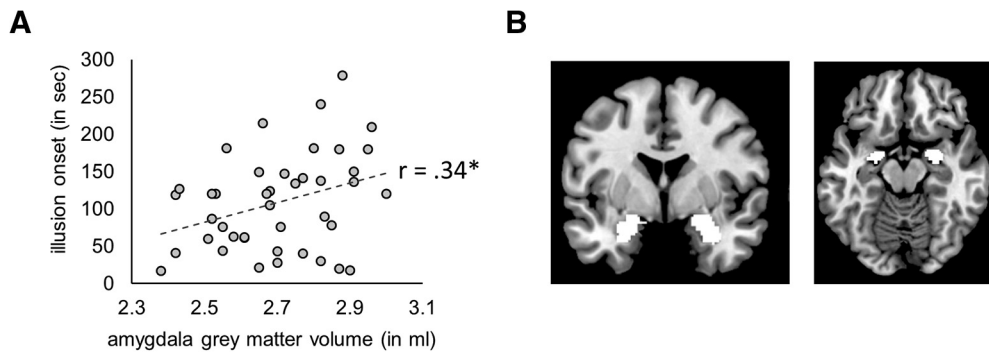 A
illusion onset (in sec)
300
250
200
150
100
50
0
2.3 2.5 2.7 2.9 3.1
amygdala grey matter volume (in ml)
r = .34*
B